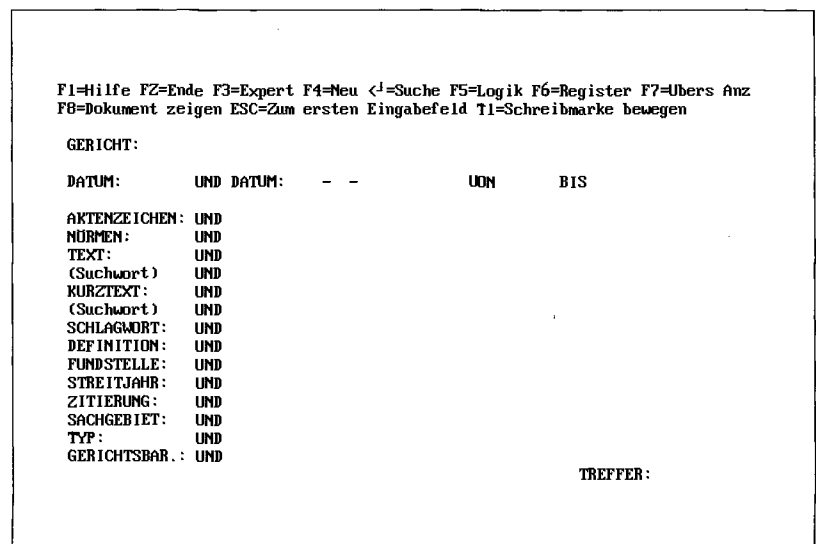 F1=Hilfe F2=Ende F3=Expert F4=Neu <┘=Suche F5=Logik F6=Register F7=Ubers Anz
F8=Dokument zeigen ESC=Zum ersten Eingabefeld ↑↓=Schreibmarke bewegen
GERICHT:
DATUM: UND DATUM: - - VON BIS
AKTENZEICHEN: UND
NORMEN: UND
TEXT: UND
(Suchwort) UND
KURZTEXT: UND
(Suchwort) UND
SCHLAGWORT: UND
DEFINITION: UND
FUNDSTELLE: UND
STREITJAHR: UND
ZITIERUNG: UND
SACHGEBIET: UND
TYP: UND
GERICHTSBAR.: UND
TREFFER: